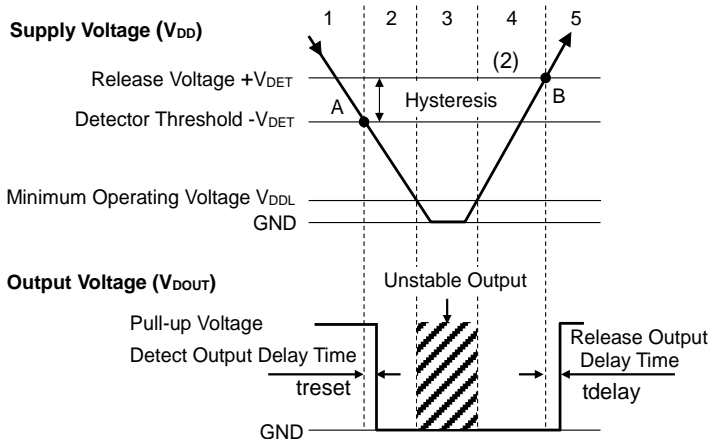 1 2 3 4 5
Supply Voltage (VDD)
(2)
Release Voltage +VDET
A Hysteresis B
Detector Threshold -VDET
Minimum Operating Voltage VDDL
GND
Output Voltage (VDOUT)
Unstable Output
Pull-up Voltage
Release Output
Delay Time
Detect Output Delay Time
treset
tdelay
GND